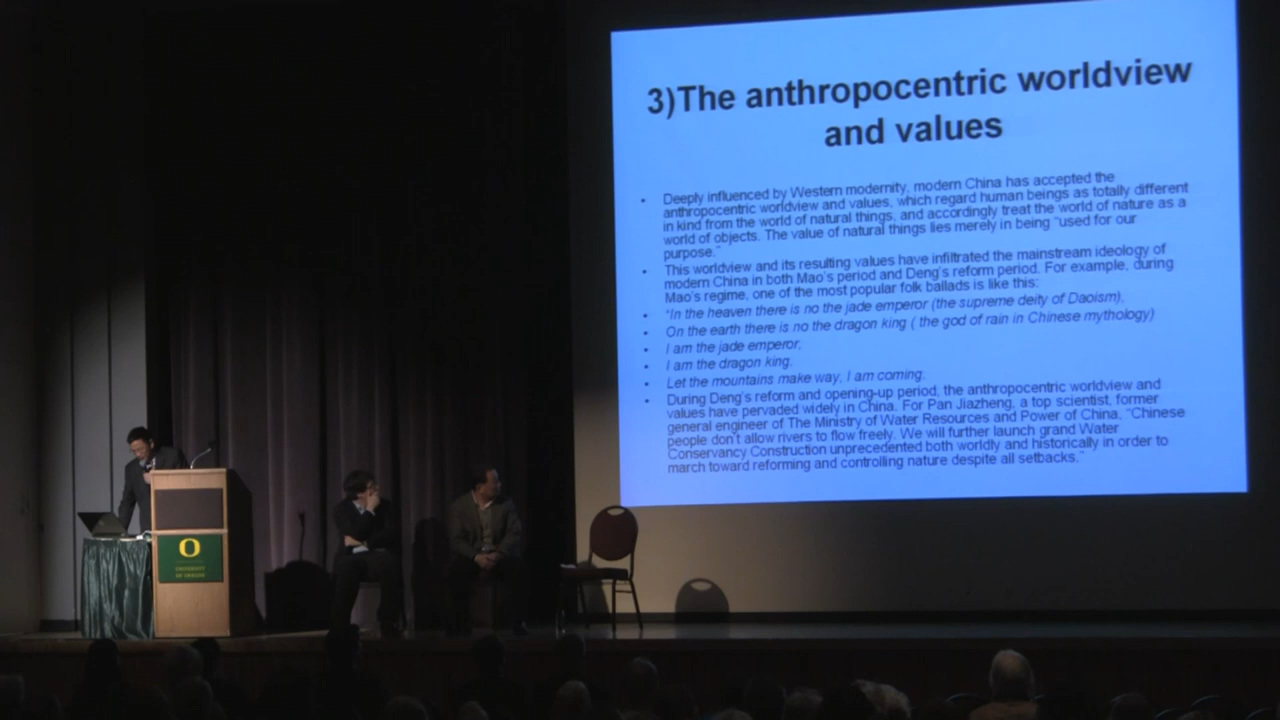 3)The anthropocentric worldview
and values
• Deeply influenced by Western modernity, modern China has accepted the
anthropocentric worldview and values, which regard human beings as totally different
in kind from the world of natural things, and accordingly treat the world of nature as a
world of objects. The value of natural things lies merely in being “used for our
purpose.”
• This worldview and its resulting values have infiltrated the mainstream ideology of
modern China in both Mao’s period and Deng’s reform period. For example, during
Mao’s regime, one of the most popular folk ballads is like this:
• “In the heaven there is no the jade emperor (the supreme deity of Daoism),
• On the earth there is no the dragon king ( the god of rain in Chinese mythology)
• I am the jade emperor,
• I am the dragon king.
• Let the mountains make way, I am coming.
• During Deng’s reform and opening-up period, the anthropocentric worldview and
values have pervaded widely in China. For Pan Jiazheng, a top scientist, former
general engineer of The Ministry of Water Resources and Power of China, “Chinese
people don’t allow rivers to flow freely. We will further launch grand Water
Conservancy Construction unprecedented both worldly and historically in order to
march toward reforming and controlling nature despite all setbacks.”
O
UNIVERSITY
OF OREGON